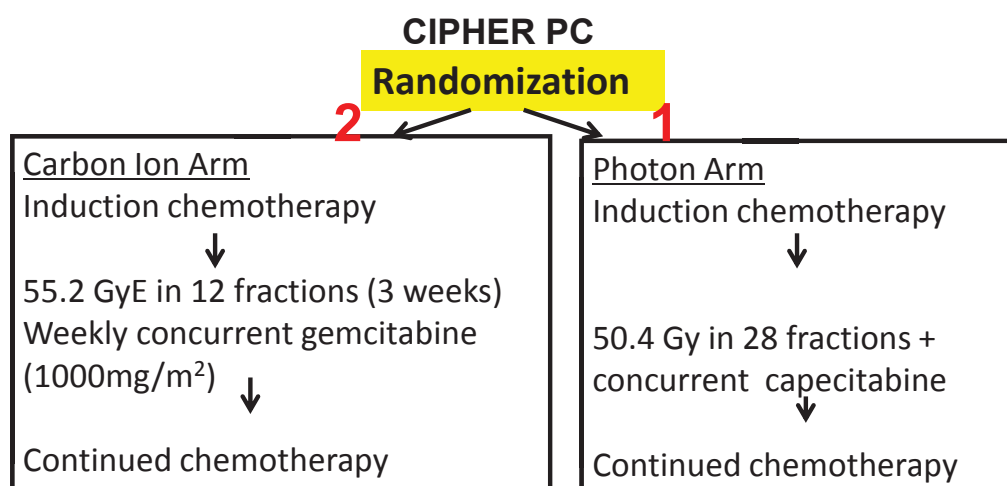 CIPHER PC
Randomization
2
1
Carbon Ion Arm
Induction chemotherapy
55.2 GyE in 12 fractions (3 weeks)
Weekly concurrent gemcitabine
(1000mg/m²)
Continued chemotherapy
Photon Arm
Induction chemotherapy
50.4 Gy in 28 fractions +
concurrent capecitabine
Continued chemotherapy